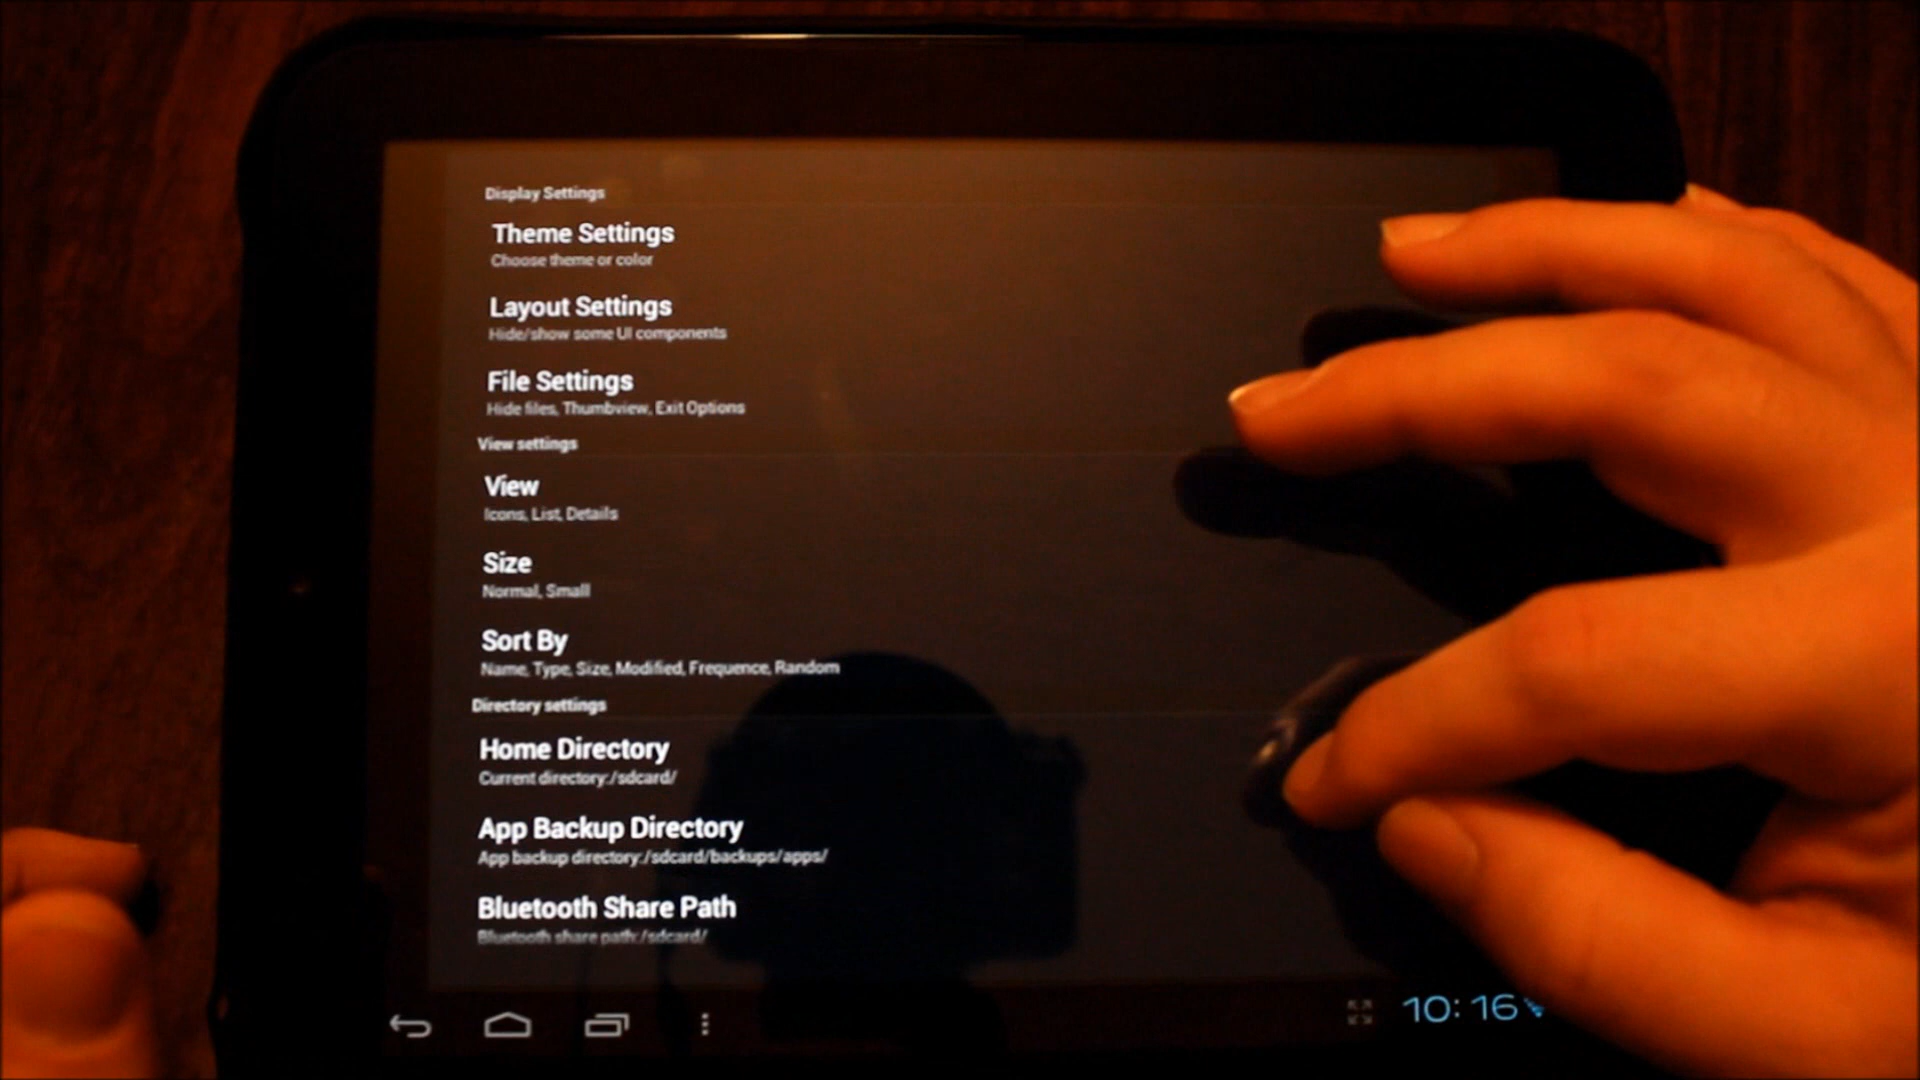 Display Settings
Theme Settings
Choose theme or color
Layout Settings
Hide/show some UI components
File Settings
Hide files, Thumbview, Exit Options
View settings
View
Icons, List, Details
Size
Normal, Small
Sort By
Name, Type, Size, Modified, Frequence, Random
Directory settings
Home Directory
Current directory:/sdcard/
App Backup Directory
App backup directory:/sdcard/backups/apps/
Bluetooth Share Path
Bluetooth share path:/sdcard/
10:16